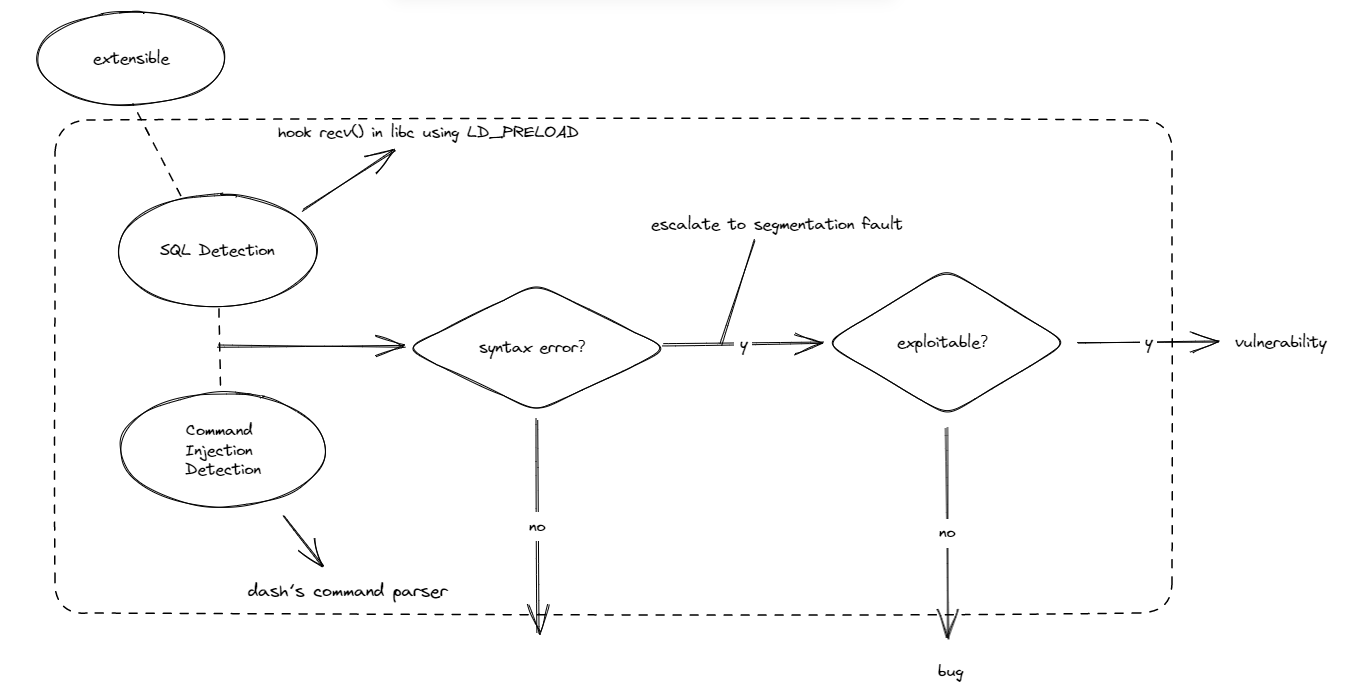 extensible
hook recv() in libc using LD_PRELOAD
escalate to segmentation fault
SQL Detection
syntax error?
y
exploitable?
y
vulnerability
Command
Injection
Detection
no
no
dash's command parser
bug